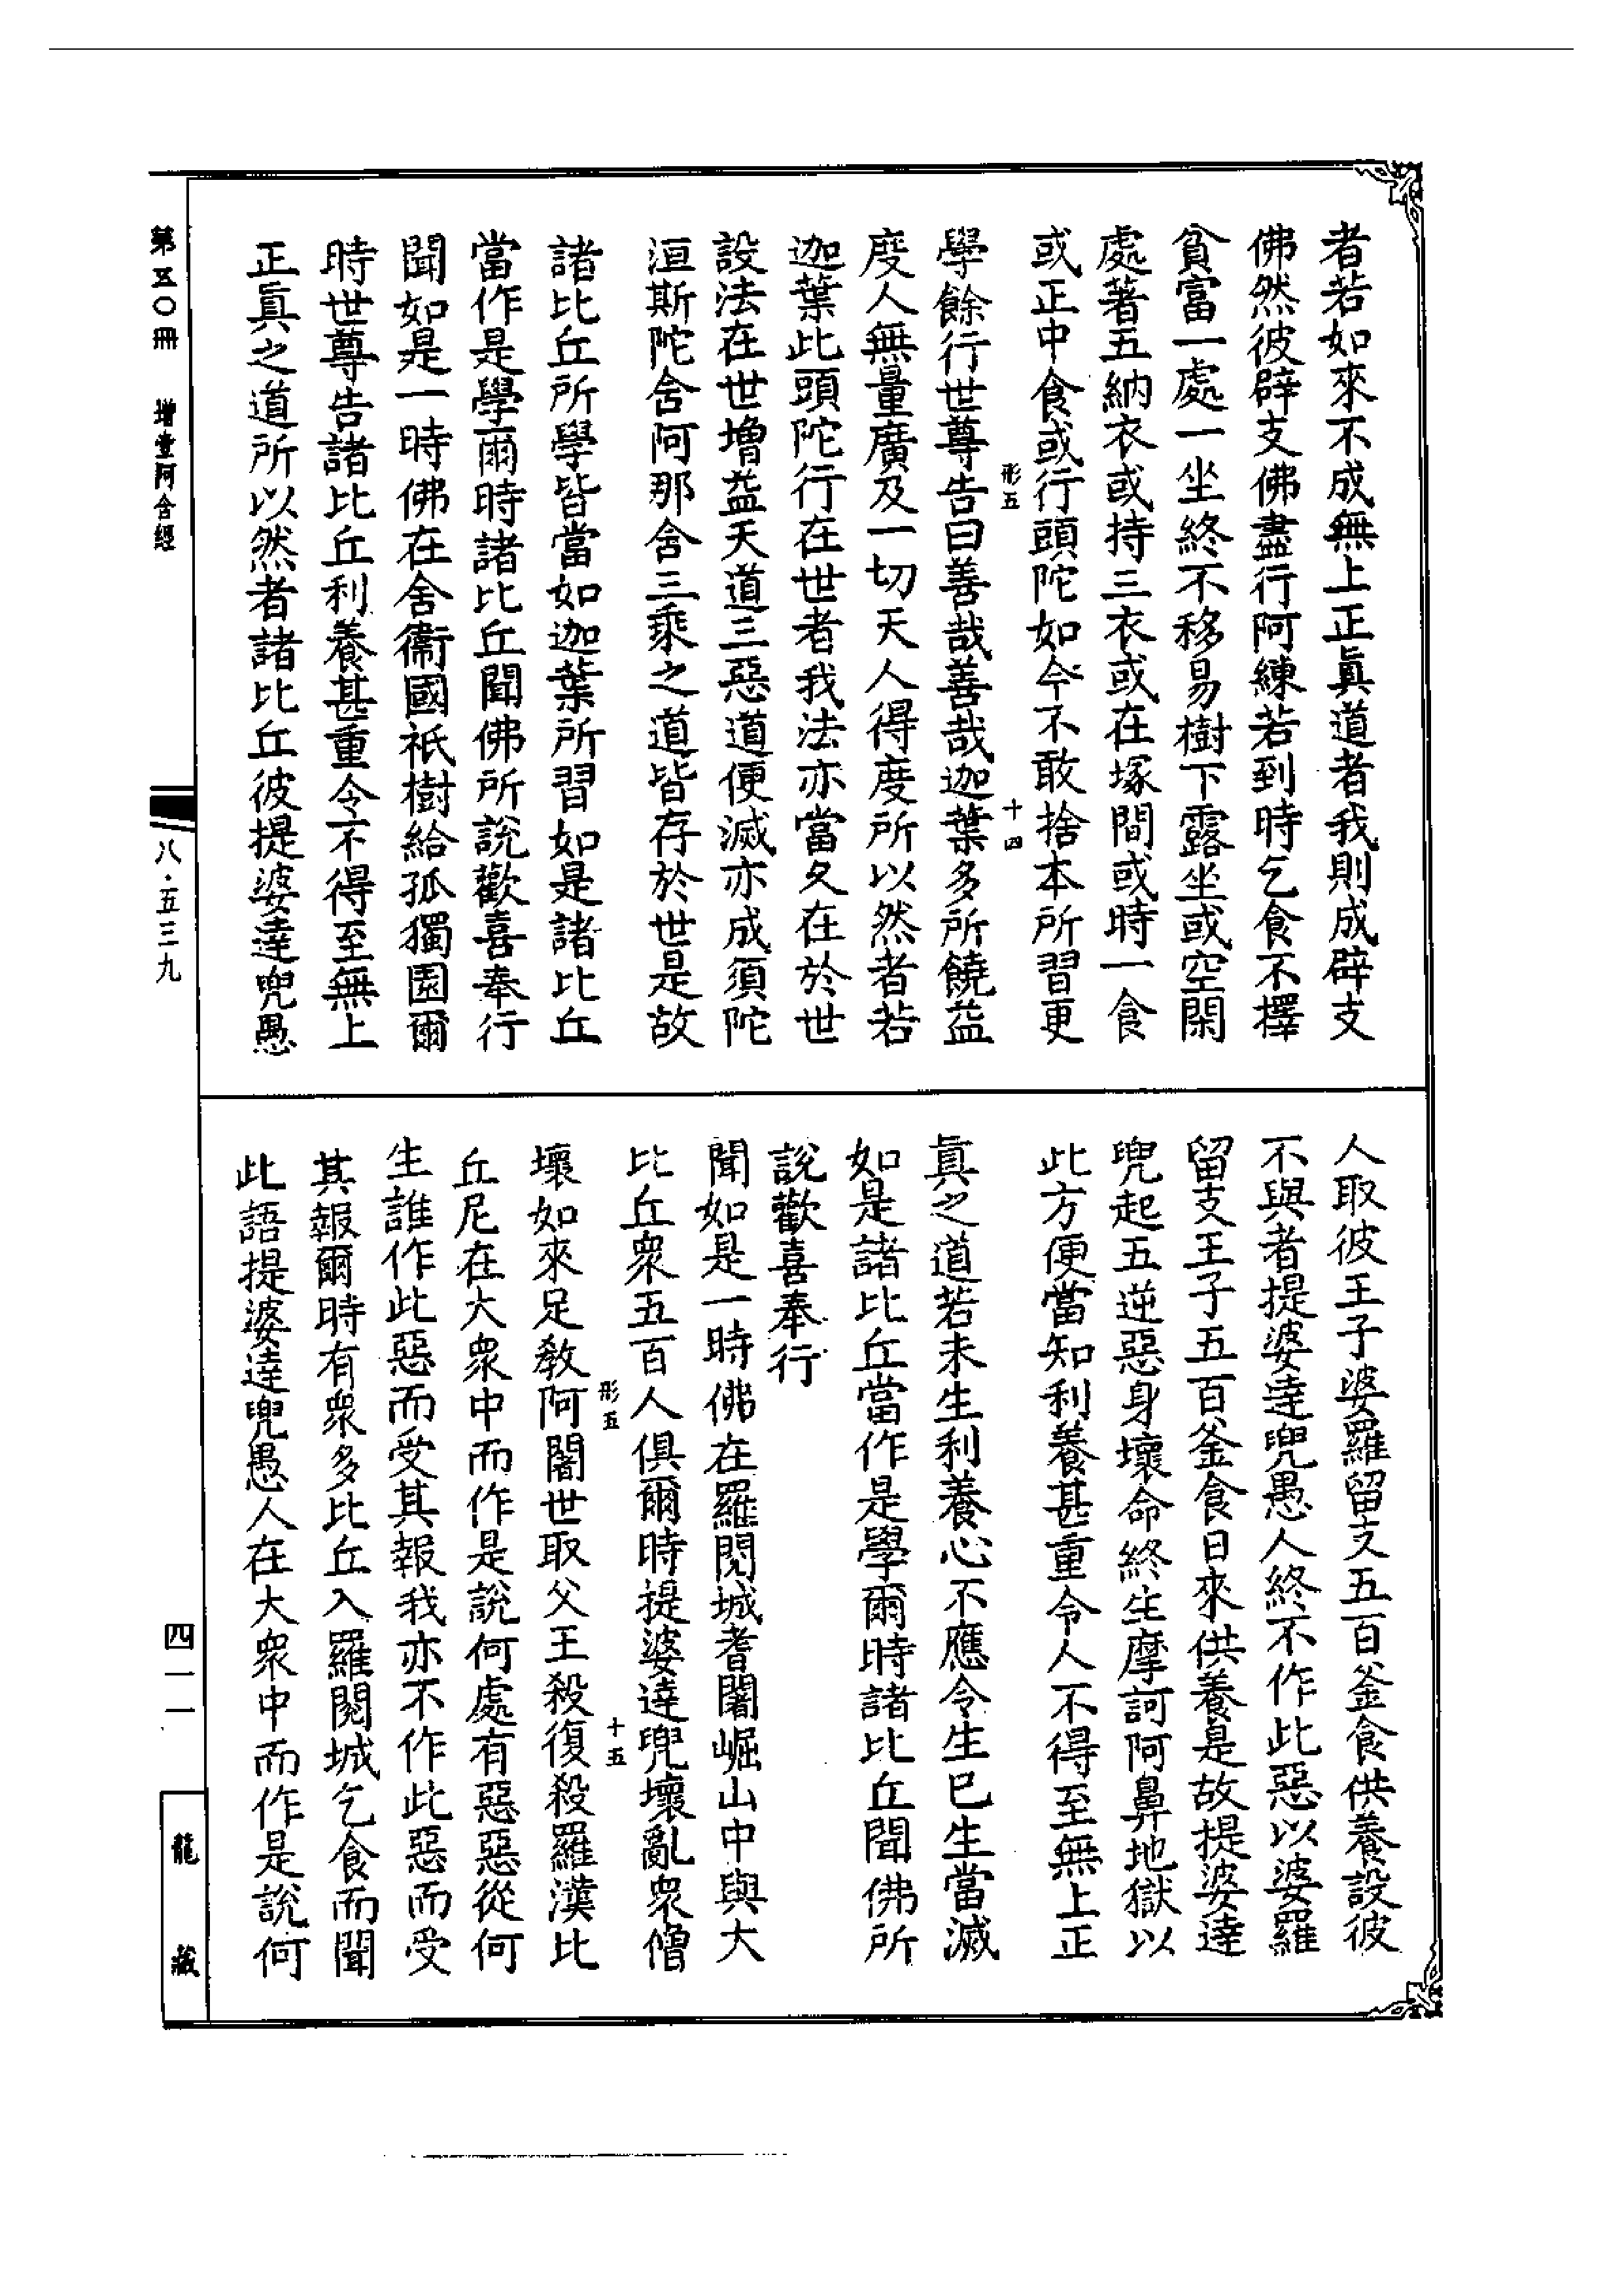 者若如來不成無上正眞道者我則成辟支
佛然彼辟支佛盡行阿練若到時乞食不擇
貧富一處一坐終不移易樹下露坐或空閑
處著五納衣或持三衣或在塚間或時一食
或正中食或行頭陀如今不敢捨本所習更
形五 十四
學餘行世尊告曰善哉善哉迦葉多所饒益
度人無量廣及一切天人得度所以然者若
迦葉此頭陀行在世者我法亦當久在於世
設法在世增益天道三惡道便滅亦成須陀
洹斯陀含阿那含三乘之道皆存於世是故
諸比丘所學皆當如迦葉所習如是諸比丘
當作是學爾時諸比丘聞佛所說歡喜奉行
聞如是一時佛在舍衞國祇樹給孤獨園爾
時世尊告諸比丘利養甚重令不得至無上
正眞之道所以然者諸比丘彼提婆達兜愚
人取彼王子婆羅留支五百釜食供養設彼
不與者提婆達兜愚人終不作此惡以婆羅
留支王子五百釜食日來供養是故提婆達
兜起五逆惡身壞命終生摩訶阿鼻地獄以
此方便當知利養甚重令人不得至無上正
眞之道若未生利養心不應令生已生當滅
如是諸比丘當作是學爾時諸比丘聞佛所
說歡喜奉行
聞如是一時佛在羅閱城耆闍崛山中與大
比丘衆五百人俱爾時提婆達兜壞亂衆僧
形五 十五
壞如來足教阿闍世取父王殺復殺羅漢比
丘尼在大衆中而作是說何處有惡惡從何
生誰作此惡而受其報我亦不作此惡而受
其報爾時有衆多比丘入羅閱城乞食而聞
此語提婆達兜愚人在大衆中而作是說何
第五〇冊 增壹阿含經
八·五三九
四一一
龍藏